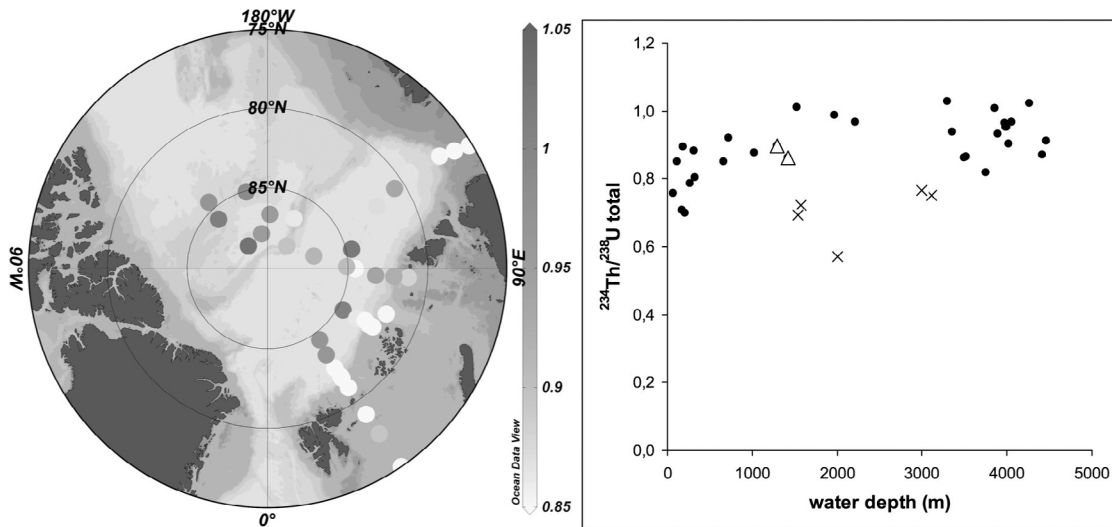 180°W
75°N
80°N
85°N
90°W
90°E
0°
1.05
1
0.95
0.9
0.85
Ocean Data View
1,2
1,0
0,8
0,6
0,4
0,2
0,0
²³⁴Th/²³⁸U total
0 1000 2000 3000 4000 5000
water depth (m)